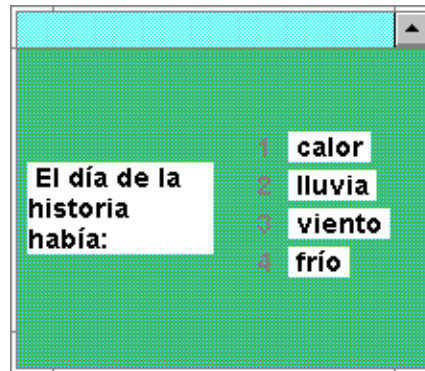 El día de la
historia
había:
1 calor
2 lluvia
3 viento
4 frío